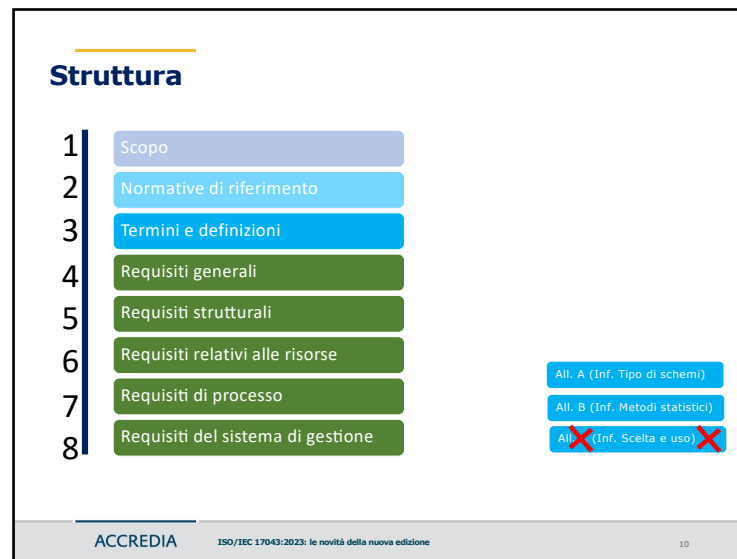 Struttura
1 Scopo
2 Normative di riferimento
3 Termini e definizioni
4 Requisiti generali
5 Requisiti strutturali
6 Requisiti relativi alle risorse
7 Requisiti di processo
8 Requisiti del sistema di gestione
All. A (Inf. Tipo di schemi)
All. B (Inf. Metodi statistici)
All. (Inf. Scelta e uso)
ACCREDIA ISO/IEC 17043:2023: le novità della nuova edizione 10